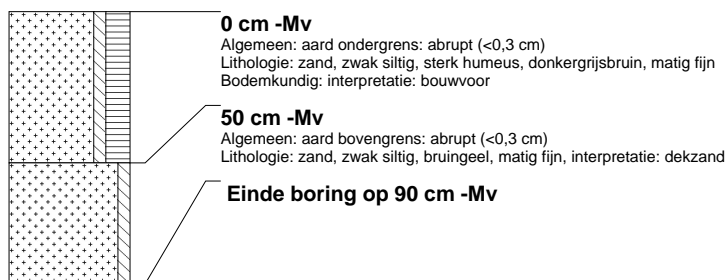 0 cm -Mv
Algemeen: aard ondergrens: abrupt (<0,3 cm)
Lithologie: zand, zwak siltig, sterk humeus, donkergrijsbruin, matig fijn
Bodemkundig: interpretatie: bouwvoor
50 cm -Mv
Algemeen: aard bovengrens: abrupt (<0,3 cm)
Lithologie: zand, zwak siltig, bruingeel, matig fijn, interpretatie: dekzand
Einde boring op 90 cm -Mv